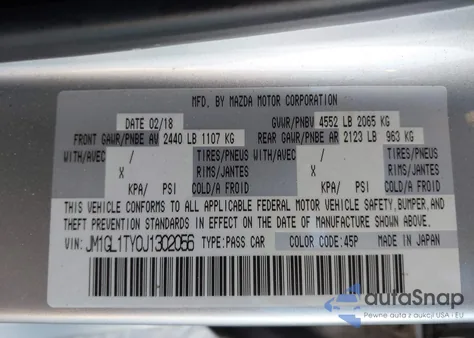 MFD. BY MAZDA MOTOR CORPORATION
DATE 02/18 GVWR/PNBV 4552 LB 2065 KG
FRONT GAWR/PNBE AV 2440 LB 1107 KG REAR GAWR/PNBE AR 2123 LB 963 KG
WITH/AVEC / TIRES/PNEUS WITH/AVEC / TIRES/PNEUS
X RIMS/JANTES X RIMS/JANTES
KPA/ PSI COLD/A FROID KPA/ PSI COLD/A FROID
THIS VEHICLE CONFORMS TO ALL APPLICABLE FEDERAL MOTOR VEHICLE SAFETY, BUMPER, AND
THEFT PREVENTION STANDARDS IN EFFECT ON THE DATE OF MANUFACTURE SHOWN ABOVE.
VIN: JM1GL1TY0J1302056 TYPE: PASS CAR COLOR CODE: 45P MADE IN JAPAN
autoSnap
Pewne auta z aukcji USA i EU